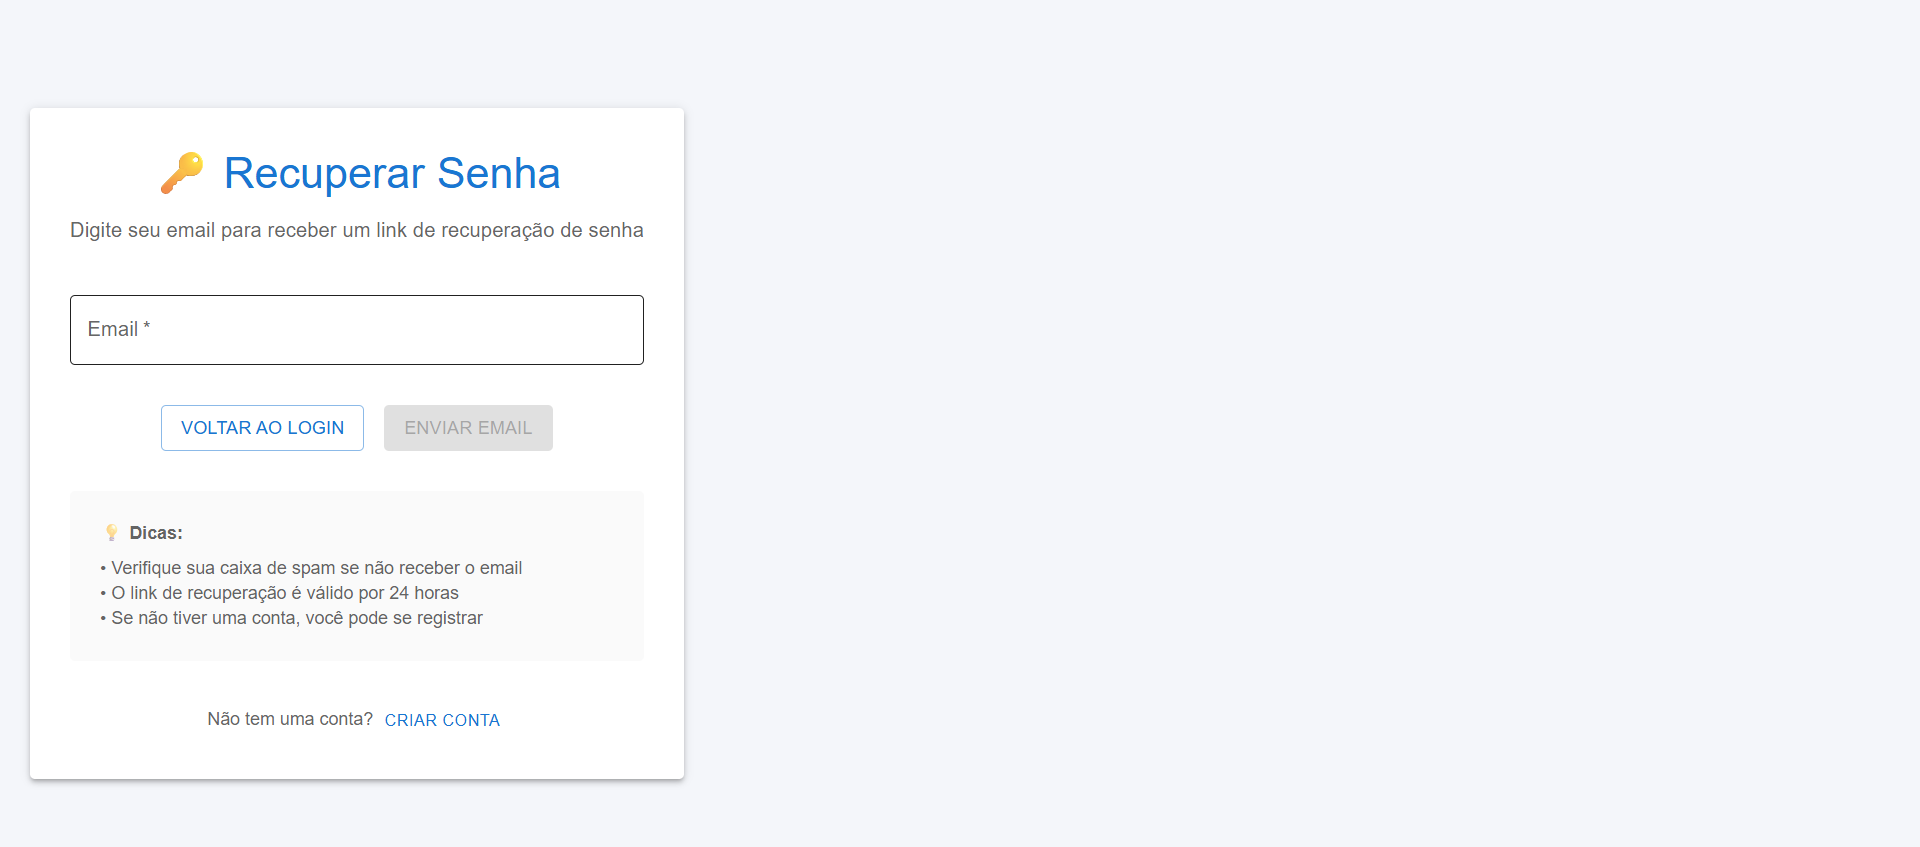 🔑 Recuperar Senha
Digite seu email para receber um link de recuperação de senha
Email *
VOLTAR AO LOGIN
ENVIAR EMAIL
💡 Dicas:
• Verifique sua caixa de spam se não receber o email
• O link de recuperação é válido por 24 horas
• Se não tiver uma conta, você pode se registrar
Não tem uma conta? CRIAR CONTA